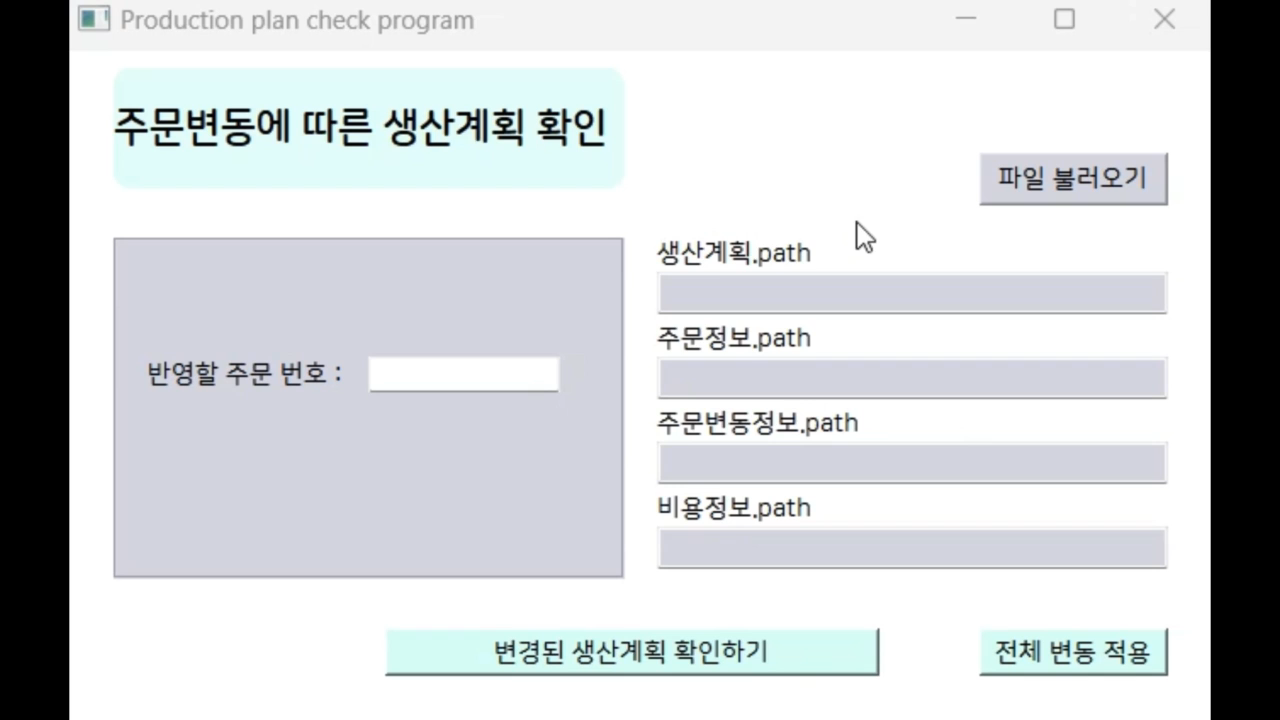 Production plan check program
주문변동에 따른 생산계획 확인
파일 불러오기
생산계획.path
주문정보.path
반영할 주문 번호 :
주문변동정보.path
비용정보.path
변경된 생산계획 확인하기
전체 변동 적용